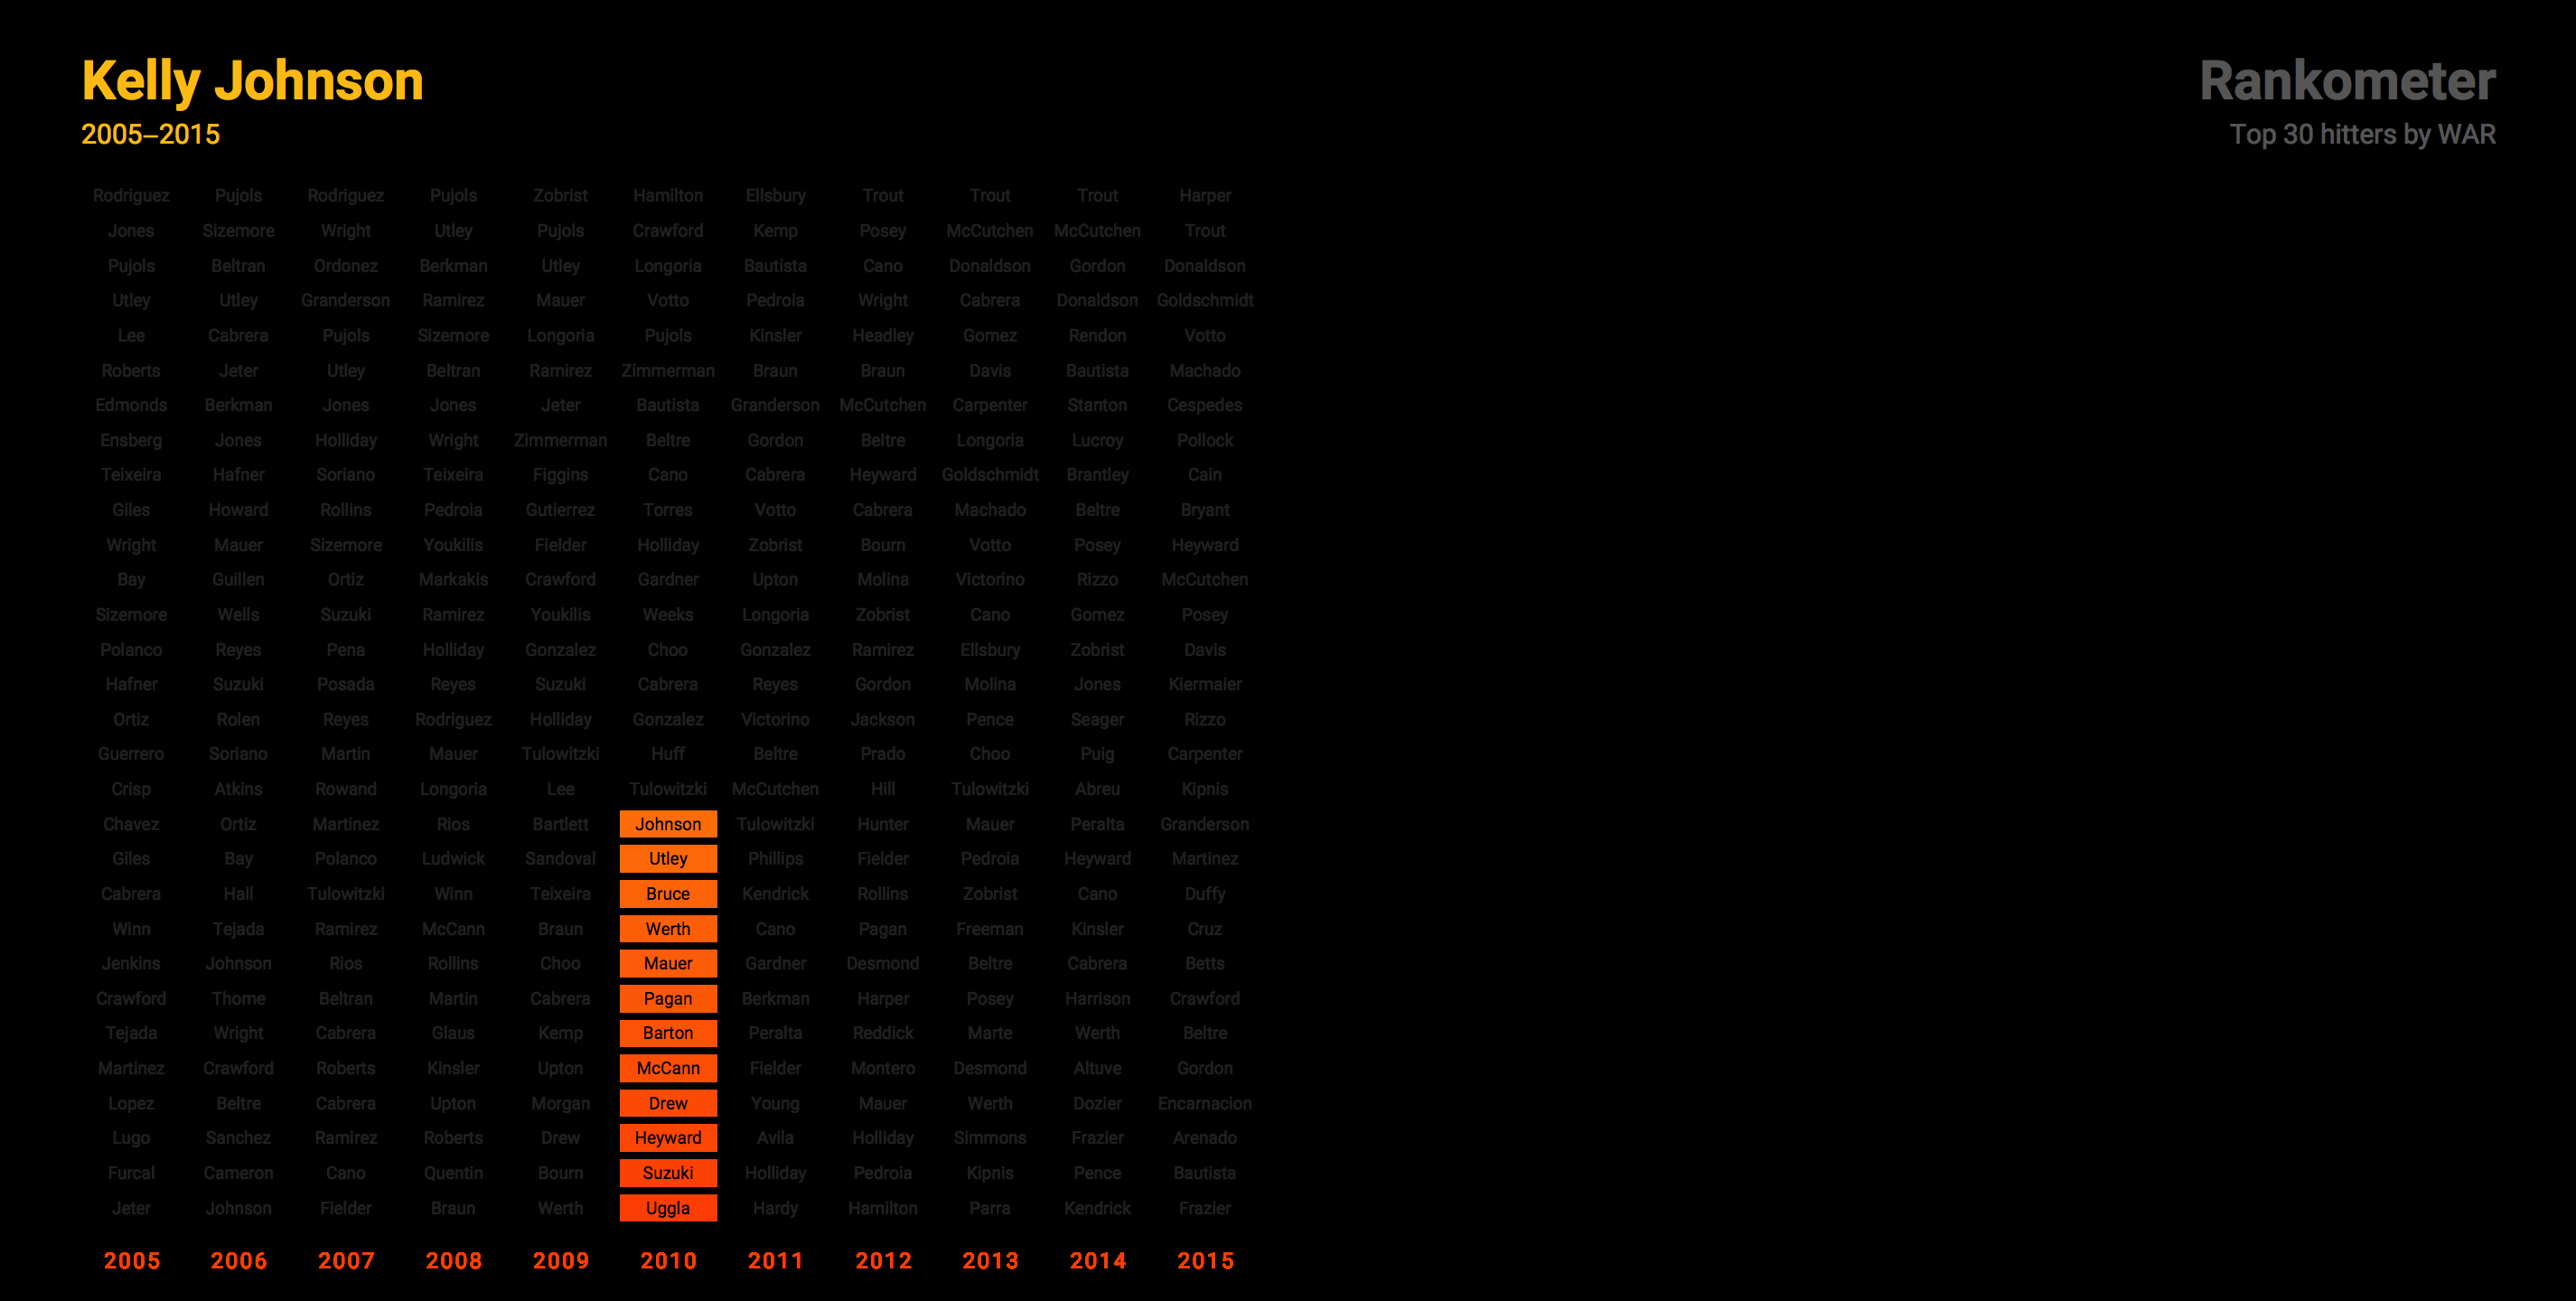 Kelly Johnson Rankometer
2005–2015 Top 30 hitters by WAR
Rodriguez Pujols Rodriguez Pujols Zobrist Hamilton Ellsbury Trout Trout Trout Harper
Jones Sizemore Wright Utley Pujols Crawford Kemp Posey McCutchen McCutchen Trout
Pujols Beltran Ordonez Berkman Utley Longoria Bautista Cano Donaldson Gordon Donaldson
Utley Utley Granderson Ramirez Mauer Votto Pedroia Wright Cabrera Donaldson Goldschmidt
Lee Cabrera Pujols Sizemore Longoria Pujols Kinsler Headley Gomez Rendon Votto
Roberts Jeter Utley Beltran Ramirez Zimmerman Braun Braun Davis Bautista Machado
Edmonds Berkman Jones Jones Jeter Bautista Granderson McCutchen Carpenter Stanton Cespedes
Ensberg Jones Holliday Wright Zimmerman Beltre Gordon Beltre Longoria Lucroy Pollock
Teixeira Hafner Soriano Teixeira Figgins Cano Cabrera Heyward Goldschmidt Brantley Cain
Giles Howard Rollins Pedroia Gutierrez Torres Votto Cabrera Machado Beltre Bryant
Wright Mauer Sizemore Youkilis Fielder Holliday Zobrist Bourn Votto Posey Heyward
Bay Guillen Ortiz Markakis Crawford Gardner Upton Molina Victorino Rizzo McCutchen
Sizemore Wells Suzuki Ramirez Youkilis Weeks Longoria Zobrist Cano Gomez Posey
Polanco Reyes Pena Holliday Gonzalez Choo Gonzalez Ramirez Ellsbury Zobrist Davis
Hafner Suzuki Posada Reyes Suzuki Cabrera Reyes Gordon Molina Jones Kiermaier
Ortiz Rolen Reyes Rodriguez Holliday Gonzalez Victorino Jackson Pence Seager Rizzo
Guerrero Soriano Martin Mauer Tulowitzki Huff Beltre Prado Choo Puig Carpenter
Crisp Atkins Rowand Longoria Lee Tulowitzki McCutchen Hill Tulowitzki Abreu Kipnis
Chavez Ortiz Martinez Rios Bartlett Johnson Tulowitzki Hunter Mauer Peralta Granderson
Giles Bay Polanco Ludwick Sandoval Utley Phillips Fielder Pedroia Heyward Martinez
Cabrera Hall Tulowitzki Winn Teixeira Bruce Kendrick Rollins Zobrist Cano Duffy
Winn Tejada Ramirez McCann Braun Werth Cano Pagan Freeman Kinsler Cruz
Jenkins Johnson Rios Rollins Choo Mauer Gardner Desmond Beltre Cabrera Betts
Crawford Thome Beltran Martin Cabrera Pagan Berkman Harper Posey Harrison Crawford
Tejada Wright Cabrera Glaus Kemp Barton Peralta Reddick Marte Werth Beltre
Martinez Crawford Roberts Kinsler Upton McCann Fielder Montero Desmond Altuve Gordon
Lopez Beltre Cabrera Upton Morgan Drew Young Mauer Werth Dozier Encarnacion
Lugo Sanchez Ramirez Roberts Drew Heyward Avila Holliday Simmons Frazier Arenado
Furcal Cameron Cano Quentin Bourn Suzuki Holliday Pedroia Kipnis Pence Bautista
Jeter Johnson Fielder Braun Werth Uggla Hardy Hamilton Parra Kendrick Frazier
2005 2006 2007 2008 2009 2010 2011 2012 2013 2014 2015